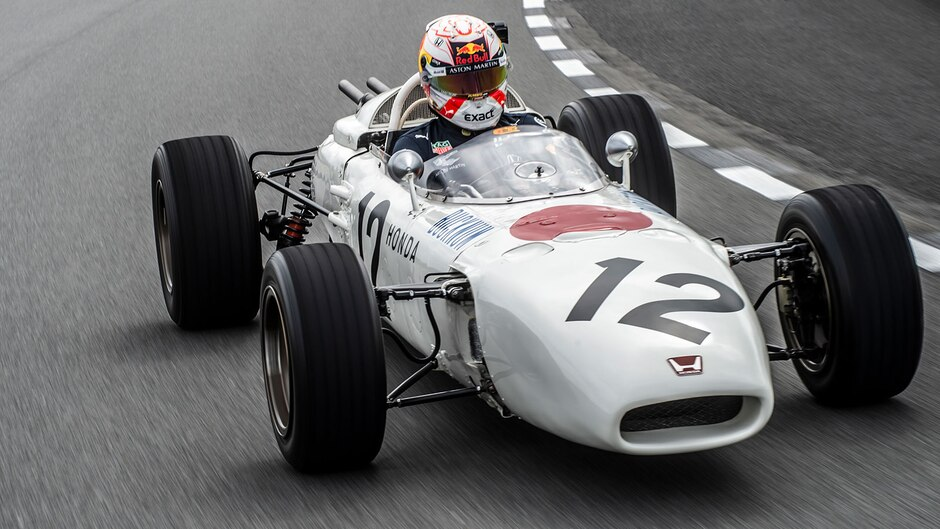 Red Bull
ASTON MARTIN
exact
12
HONDA
12